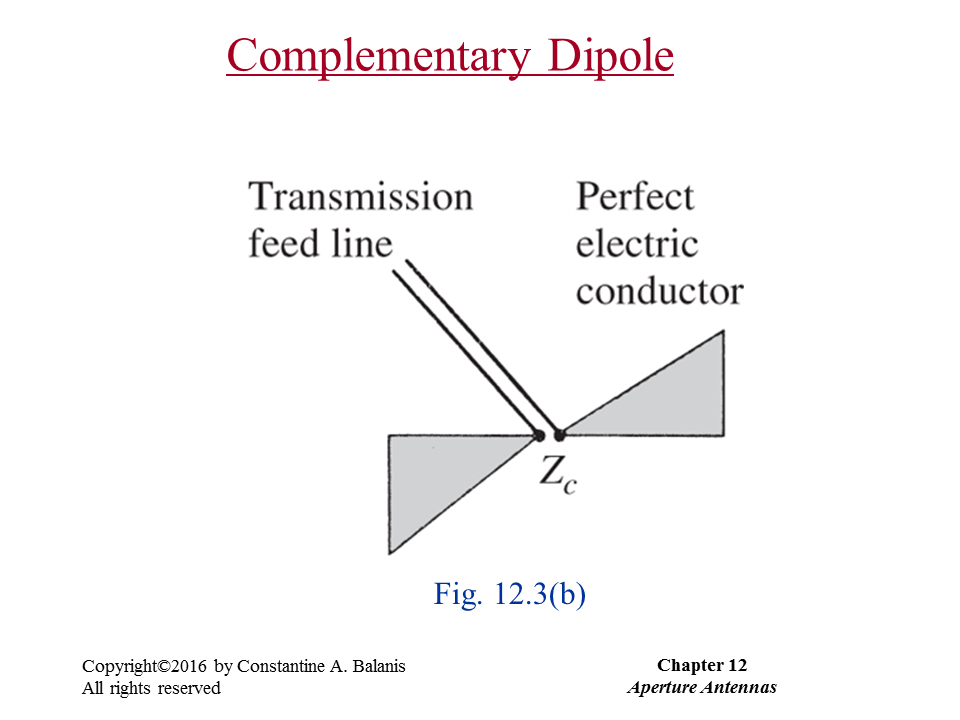 Complementary Dipole
Transmission
feed line
Perfect
electric
conductor
Zc
Fig. 12.3(b)
Copyright©2016 by Constantine A. Balanis
All rights reserved
Chapter 12
Aperture Antennas